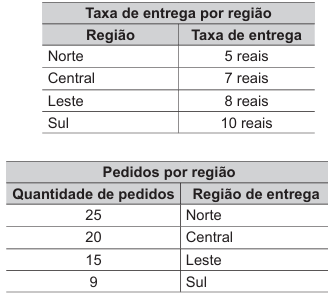 Taxa de entrega por região
Região Taxa de entrega
Norte 5 reais
Central 7 reais
Leste 8 reais
Sul 10 reais
Pedidos por região
Quantidade de pedidos Região de entrega
25 Norte
20 Central
15 Leste
9 Sul